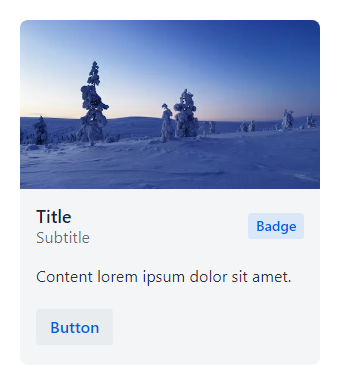 Title
Badge
Subtitle
Content lorem ipsum dolor sit amet.
Button